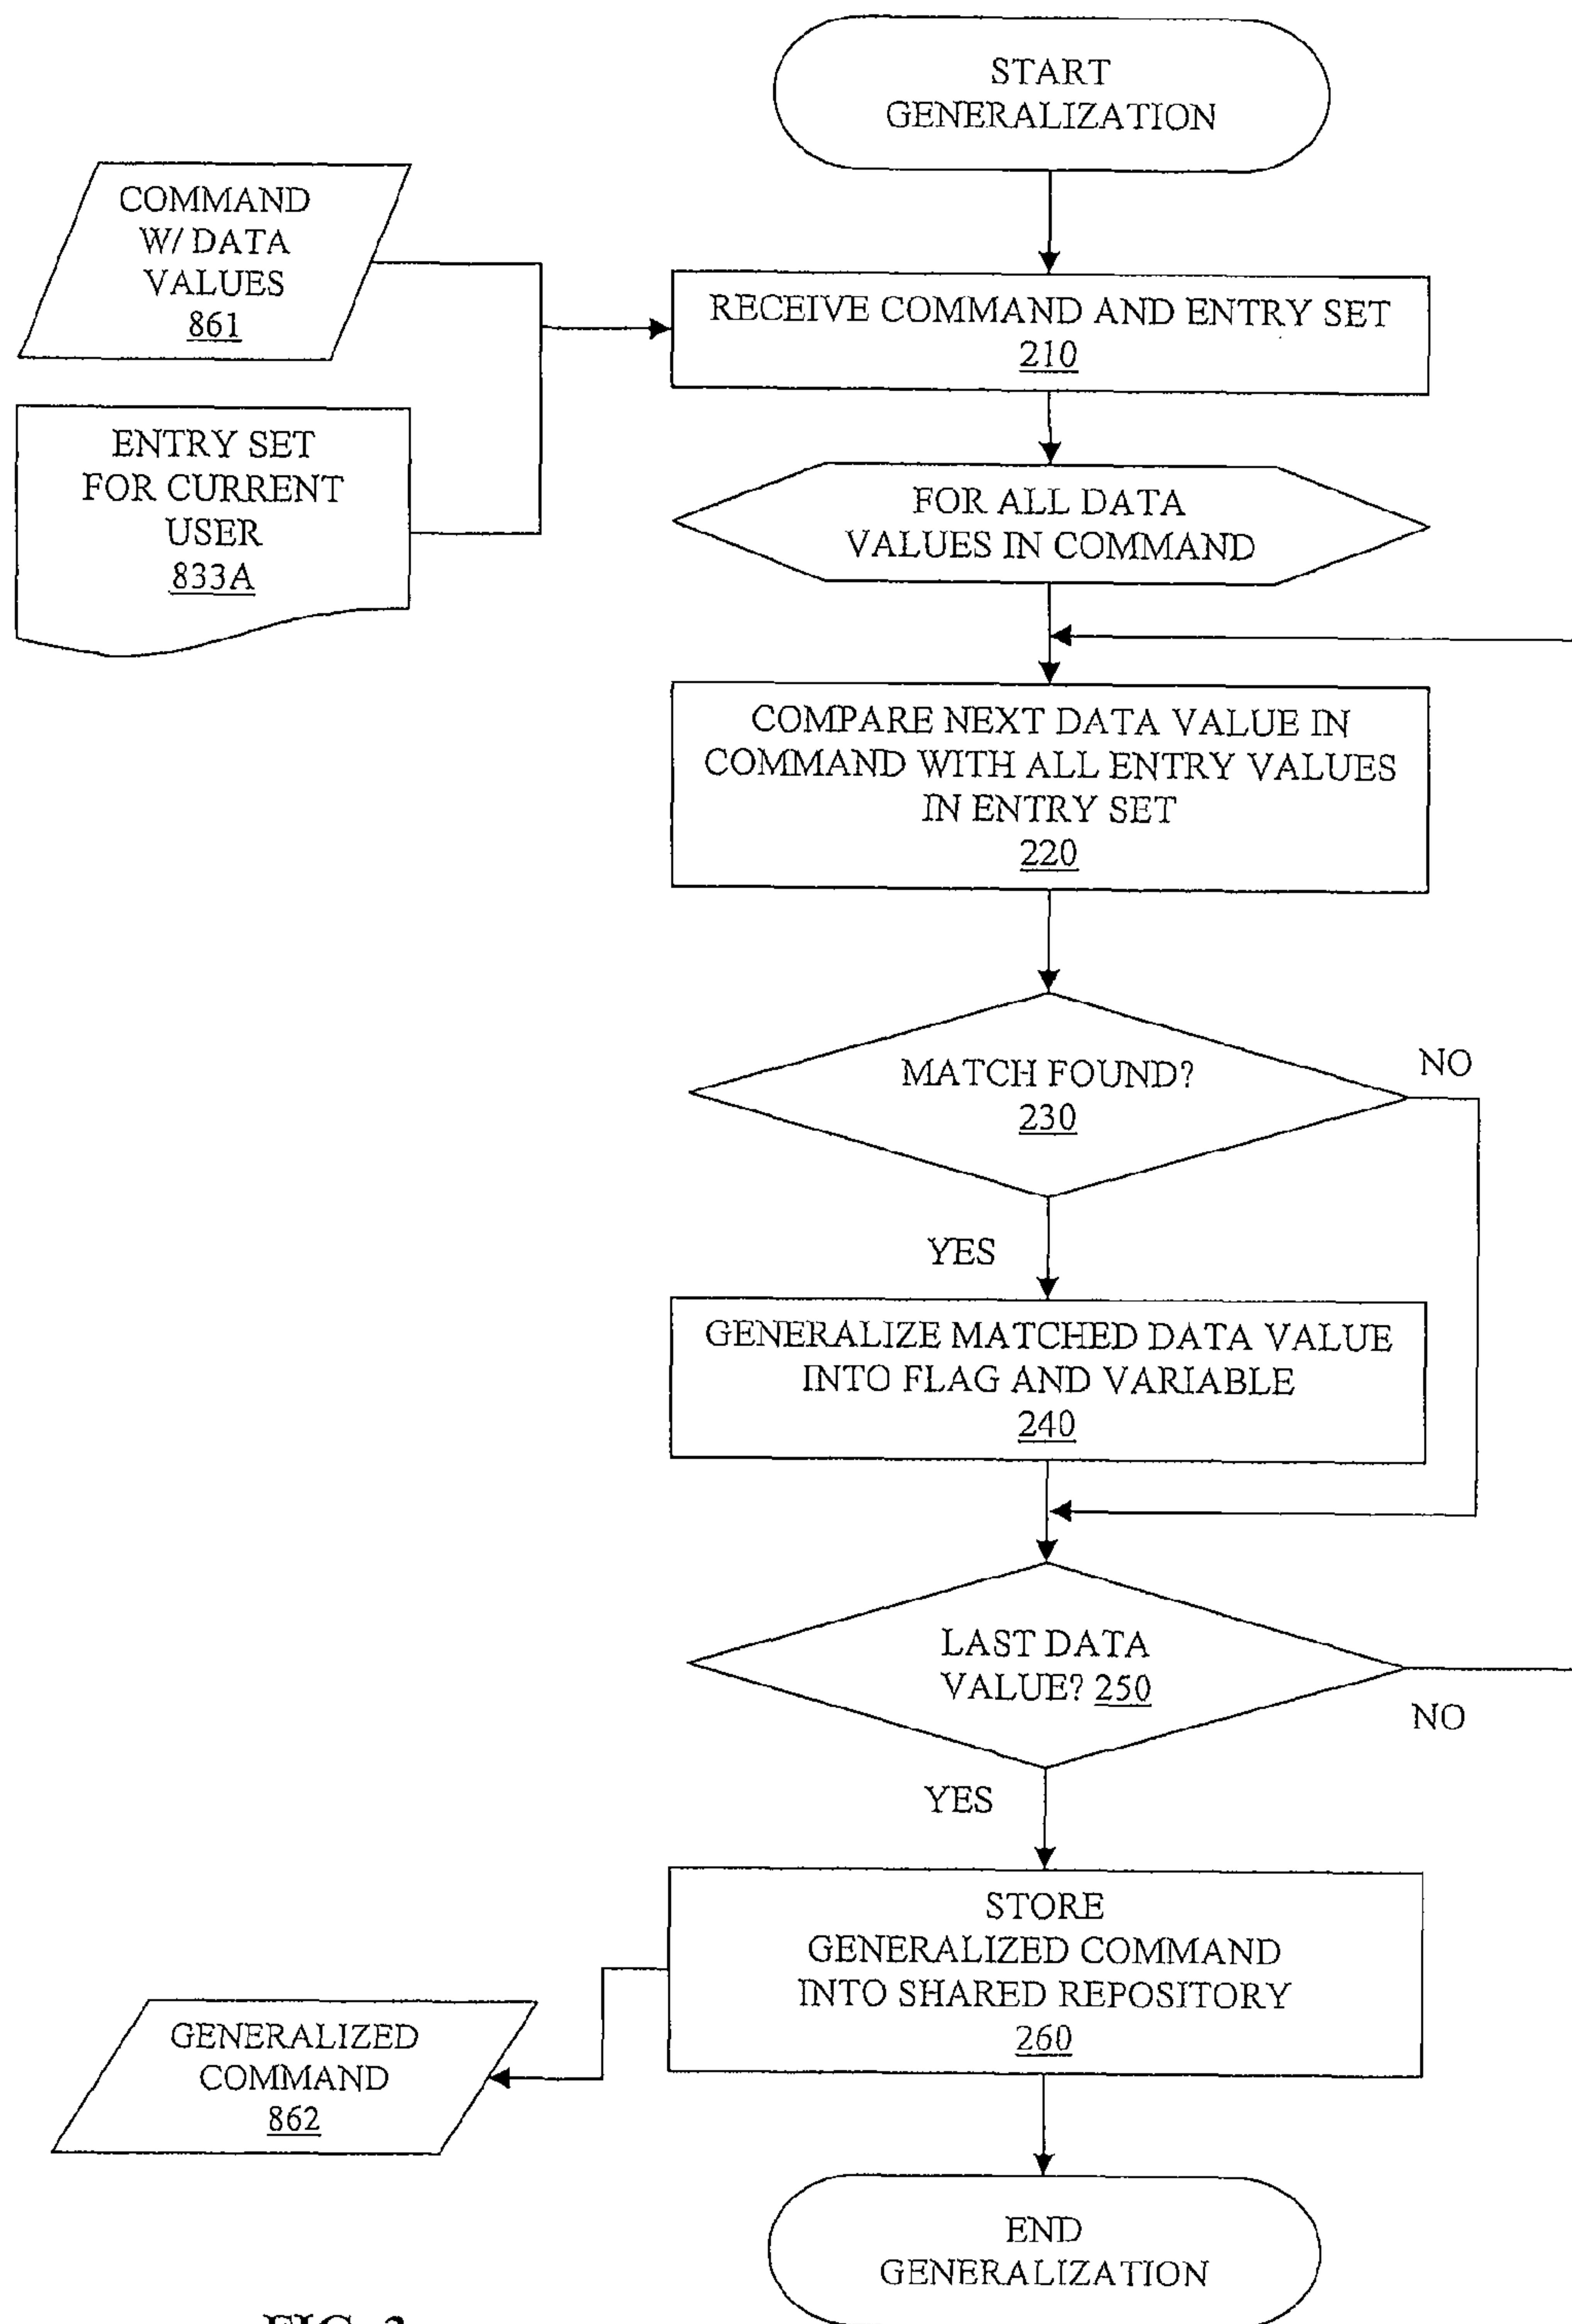 START
GENERALIZATION
COMMAND
W/ DATA
VALUES
861
RECEIVE COMMAND AND ENTRY SET
210
ENTRY SET
FOR CURRENT
USER
833A
FOR ALL DATA
VALUES IN COMMAND
COMPARE NEXT DATA VALUE IN
COMMAND WITH ALL ENTRY VALUES
IN ENTRY SET
220
MATCH FOUND?
230
NO
YES
GENERALIZE MATCHED DATA VALUE
INTO FLAG AND VARIABLE
240
LAST DATA
VALUE? 250
NO
YES
STORE
GENERALIZED COMMAND
INTO SHARED REPOSITORY
260
GENERALIZED
COMMAND
862
END
GENERALIZATION